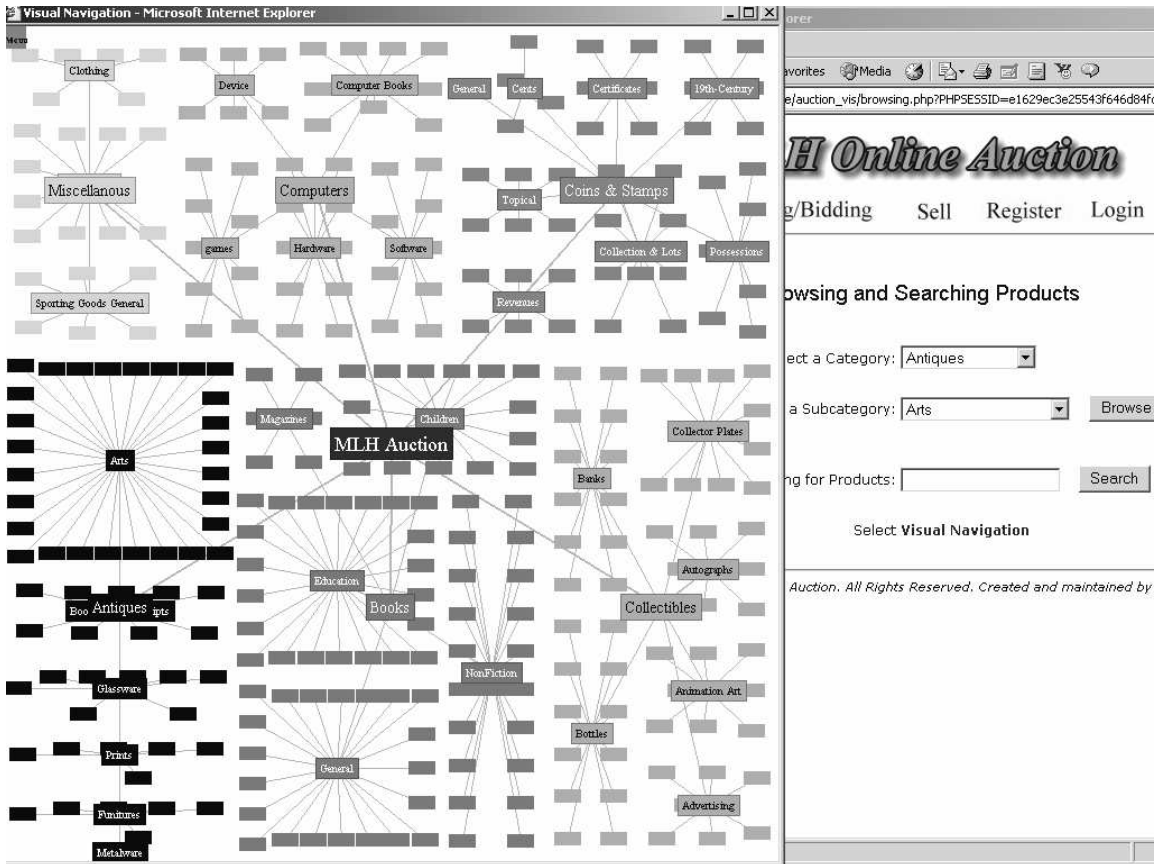 Visual Navigation - Microsoft Internet Explorer
orer
Menu
Clothing
Device
Computer Books
General
Cents
Certificates
19th-Century
Miscellanous
Computers
Topical
Coins & Stamps
games
Hardware
Software
Collection & Lots
Possessions
Sporting Goods General
Revenues
Magazines
Children
MLH Auction
Collector Plates
Arts
Banks
Education
Autographs
Antiques
Books
Collectibles
Glassware
NonFiction
Animation Art
Prints
General
Bottles
Funitures
Advertising
Metalware
avorites Media
e/auction_vis/browsing.php?PHPSESSID=e1629ec3e25543f646d84fc
H Online Auction
g/Bidding Sell Register Login
owsing and Searching Products
ect a Category: Antiques
a Subcategory: Arts Browse
ng for Products: Search
Select Visual Navigation
Auction. All Rights Reserved. Created and maintained by